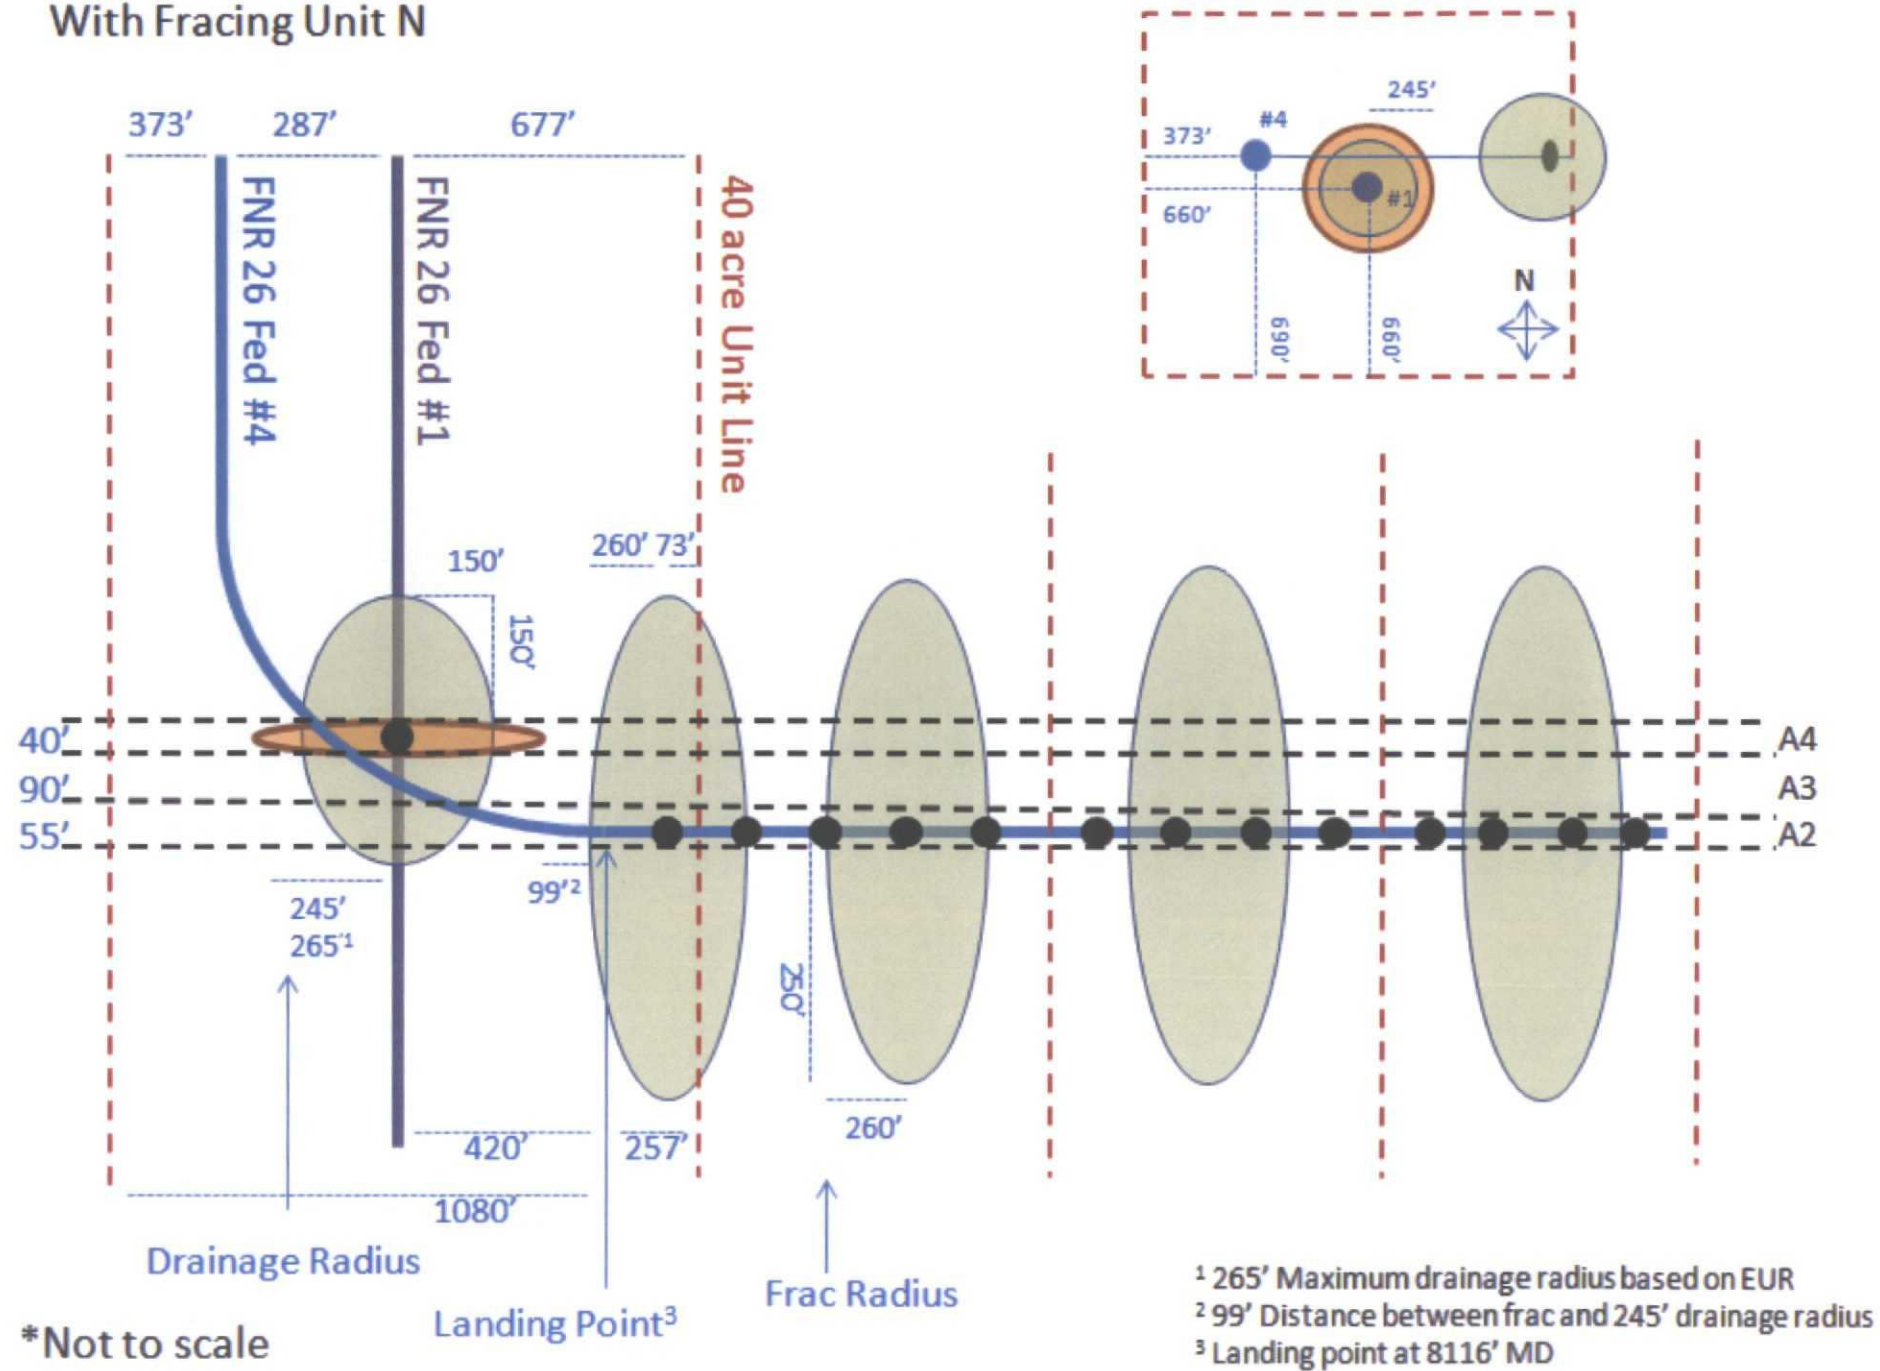 With Fracing Unit N
373’ 287’ 677’
FNR 26 Fed #4
FNR 26 Fed #1
40 acre Unit Line
245’
#4
373’
#1
660’
N
690’
660’
260’ 73’
150’
150’
40’
90’
55’
A4
A3
A2
99’²
245’
265’¹
250’
260’
420’ 257’
1080’
Drainage Radius
Landing Point³
Frac Radius
*Not to scale
¹ 265’ Maximum drainage radius based on EUR
² 99’ Distance between frac and 245’ drainage radius
³ Landing point at 8116’ MD